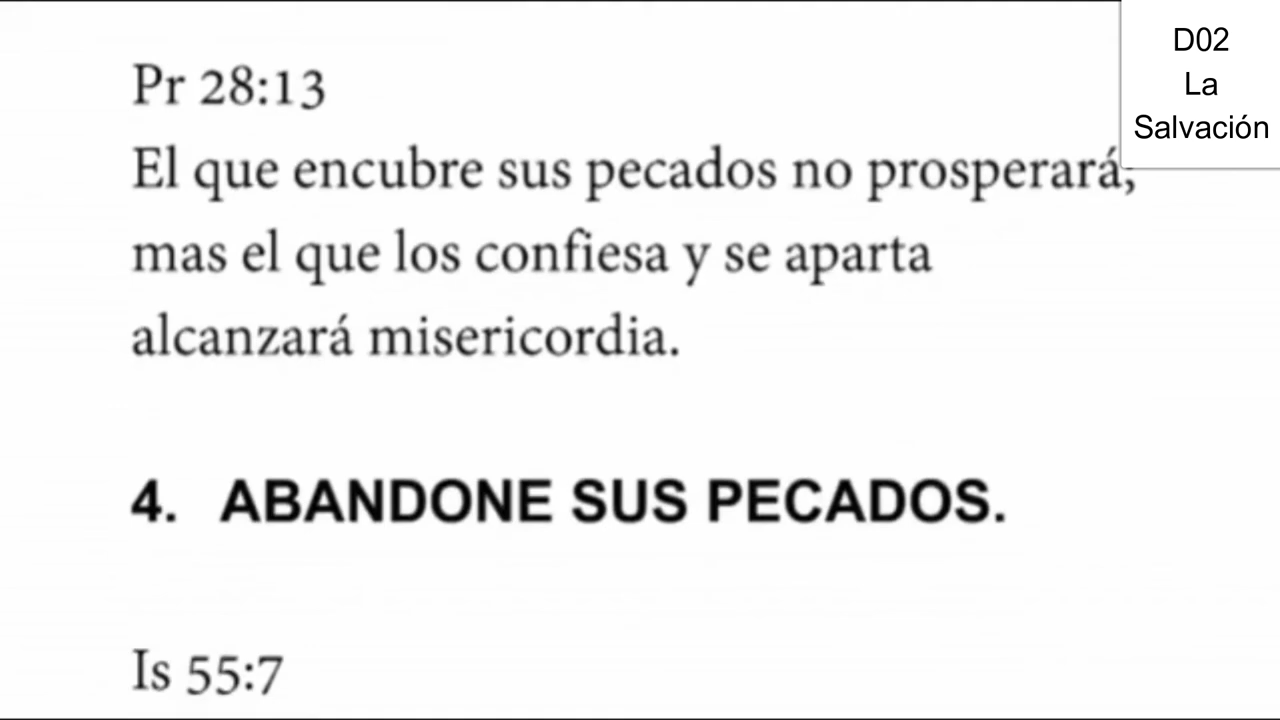 Pr 28:13
El que encubre sus pecados no prosperará;
mas el que los confiesa y se aparta
alcanzará misericordia.
4. ABANDONE SUS PECADOS.
Is 55:7
D02
La
Salvación